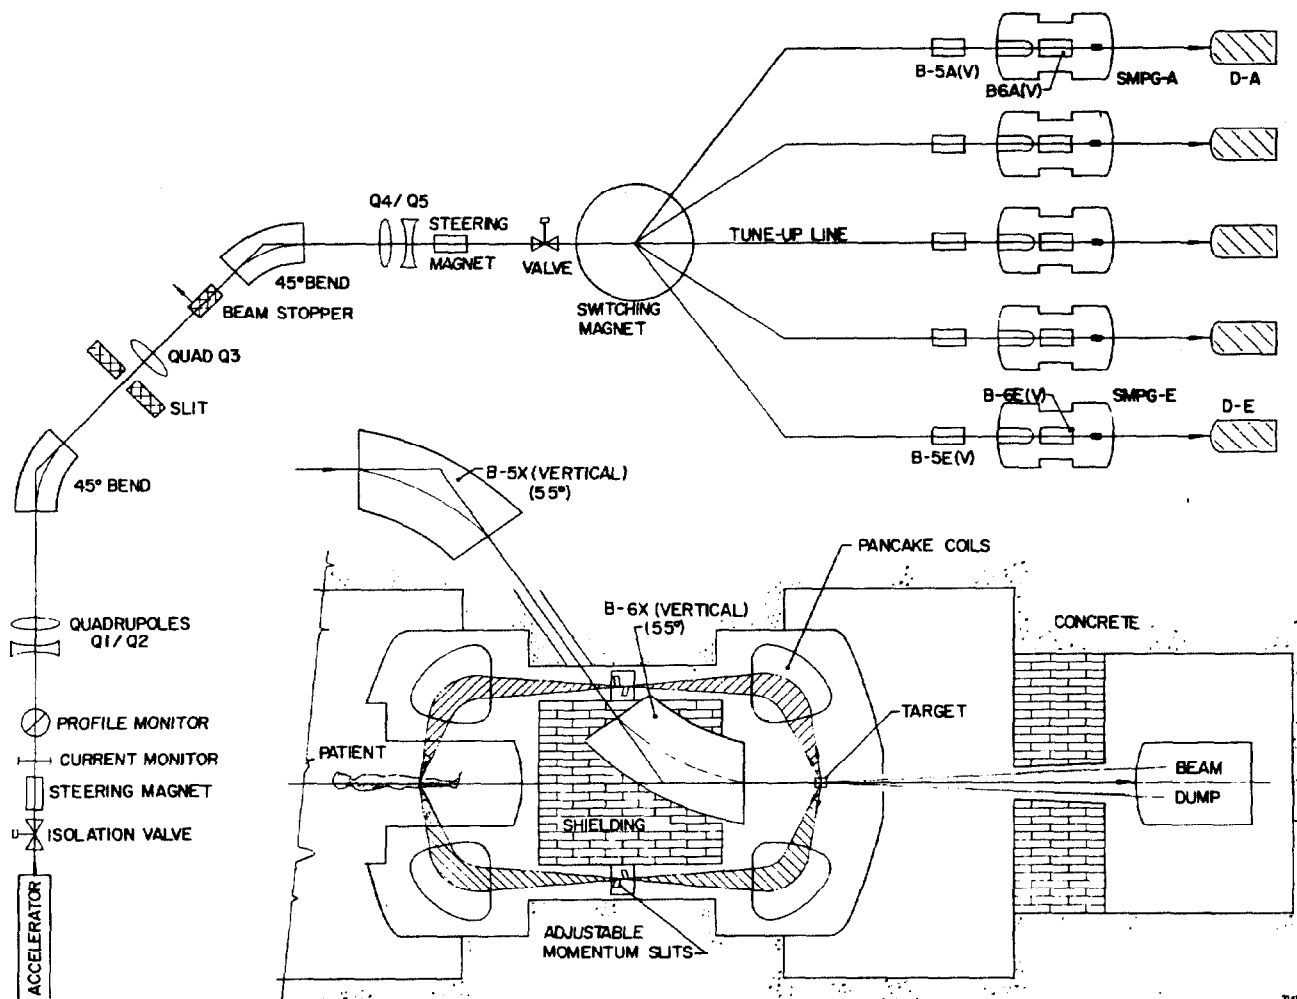 B-5A(V)
B6A(V)
SMPG-A
D-A
Q4/Q5
STEERING
MAGNET
VALVE
TUNE-UP LINE
SWITCHING
MAGNET
45° BEND
BEAM STOPPER
QUAD Q3
SLIT
45° BEND
B-6E(V)
SMPG-E
D-E
B-5E(V)
B-5X (VERTICAL)
(55°)
PANCAKE COILS
B-6X (VERTICAL)
(55°)
CONCRETE
QUADRUPOLES
Q1/Q2
PROFILE MONITOR
CURRENT MONITOR
STEERING MAGNET
ISOLATION VALVE
ACCELERATOR
PATIENT
TARGET
BEAM
DUMP
SHIELDING
ADJUSTABLE
MOMENTUM SLITS